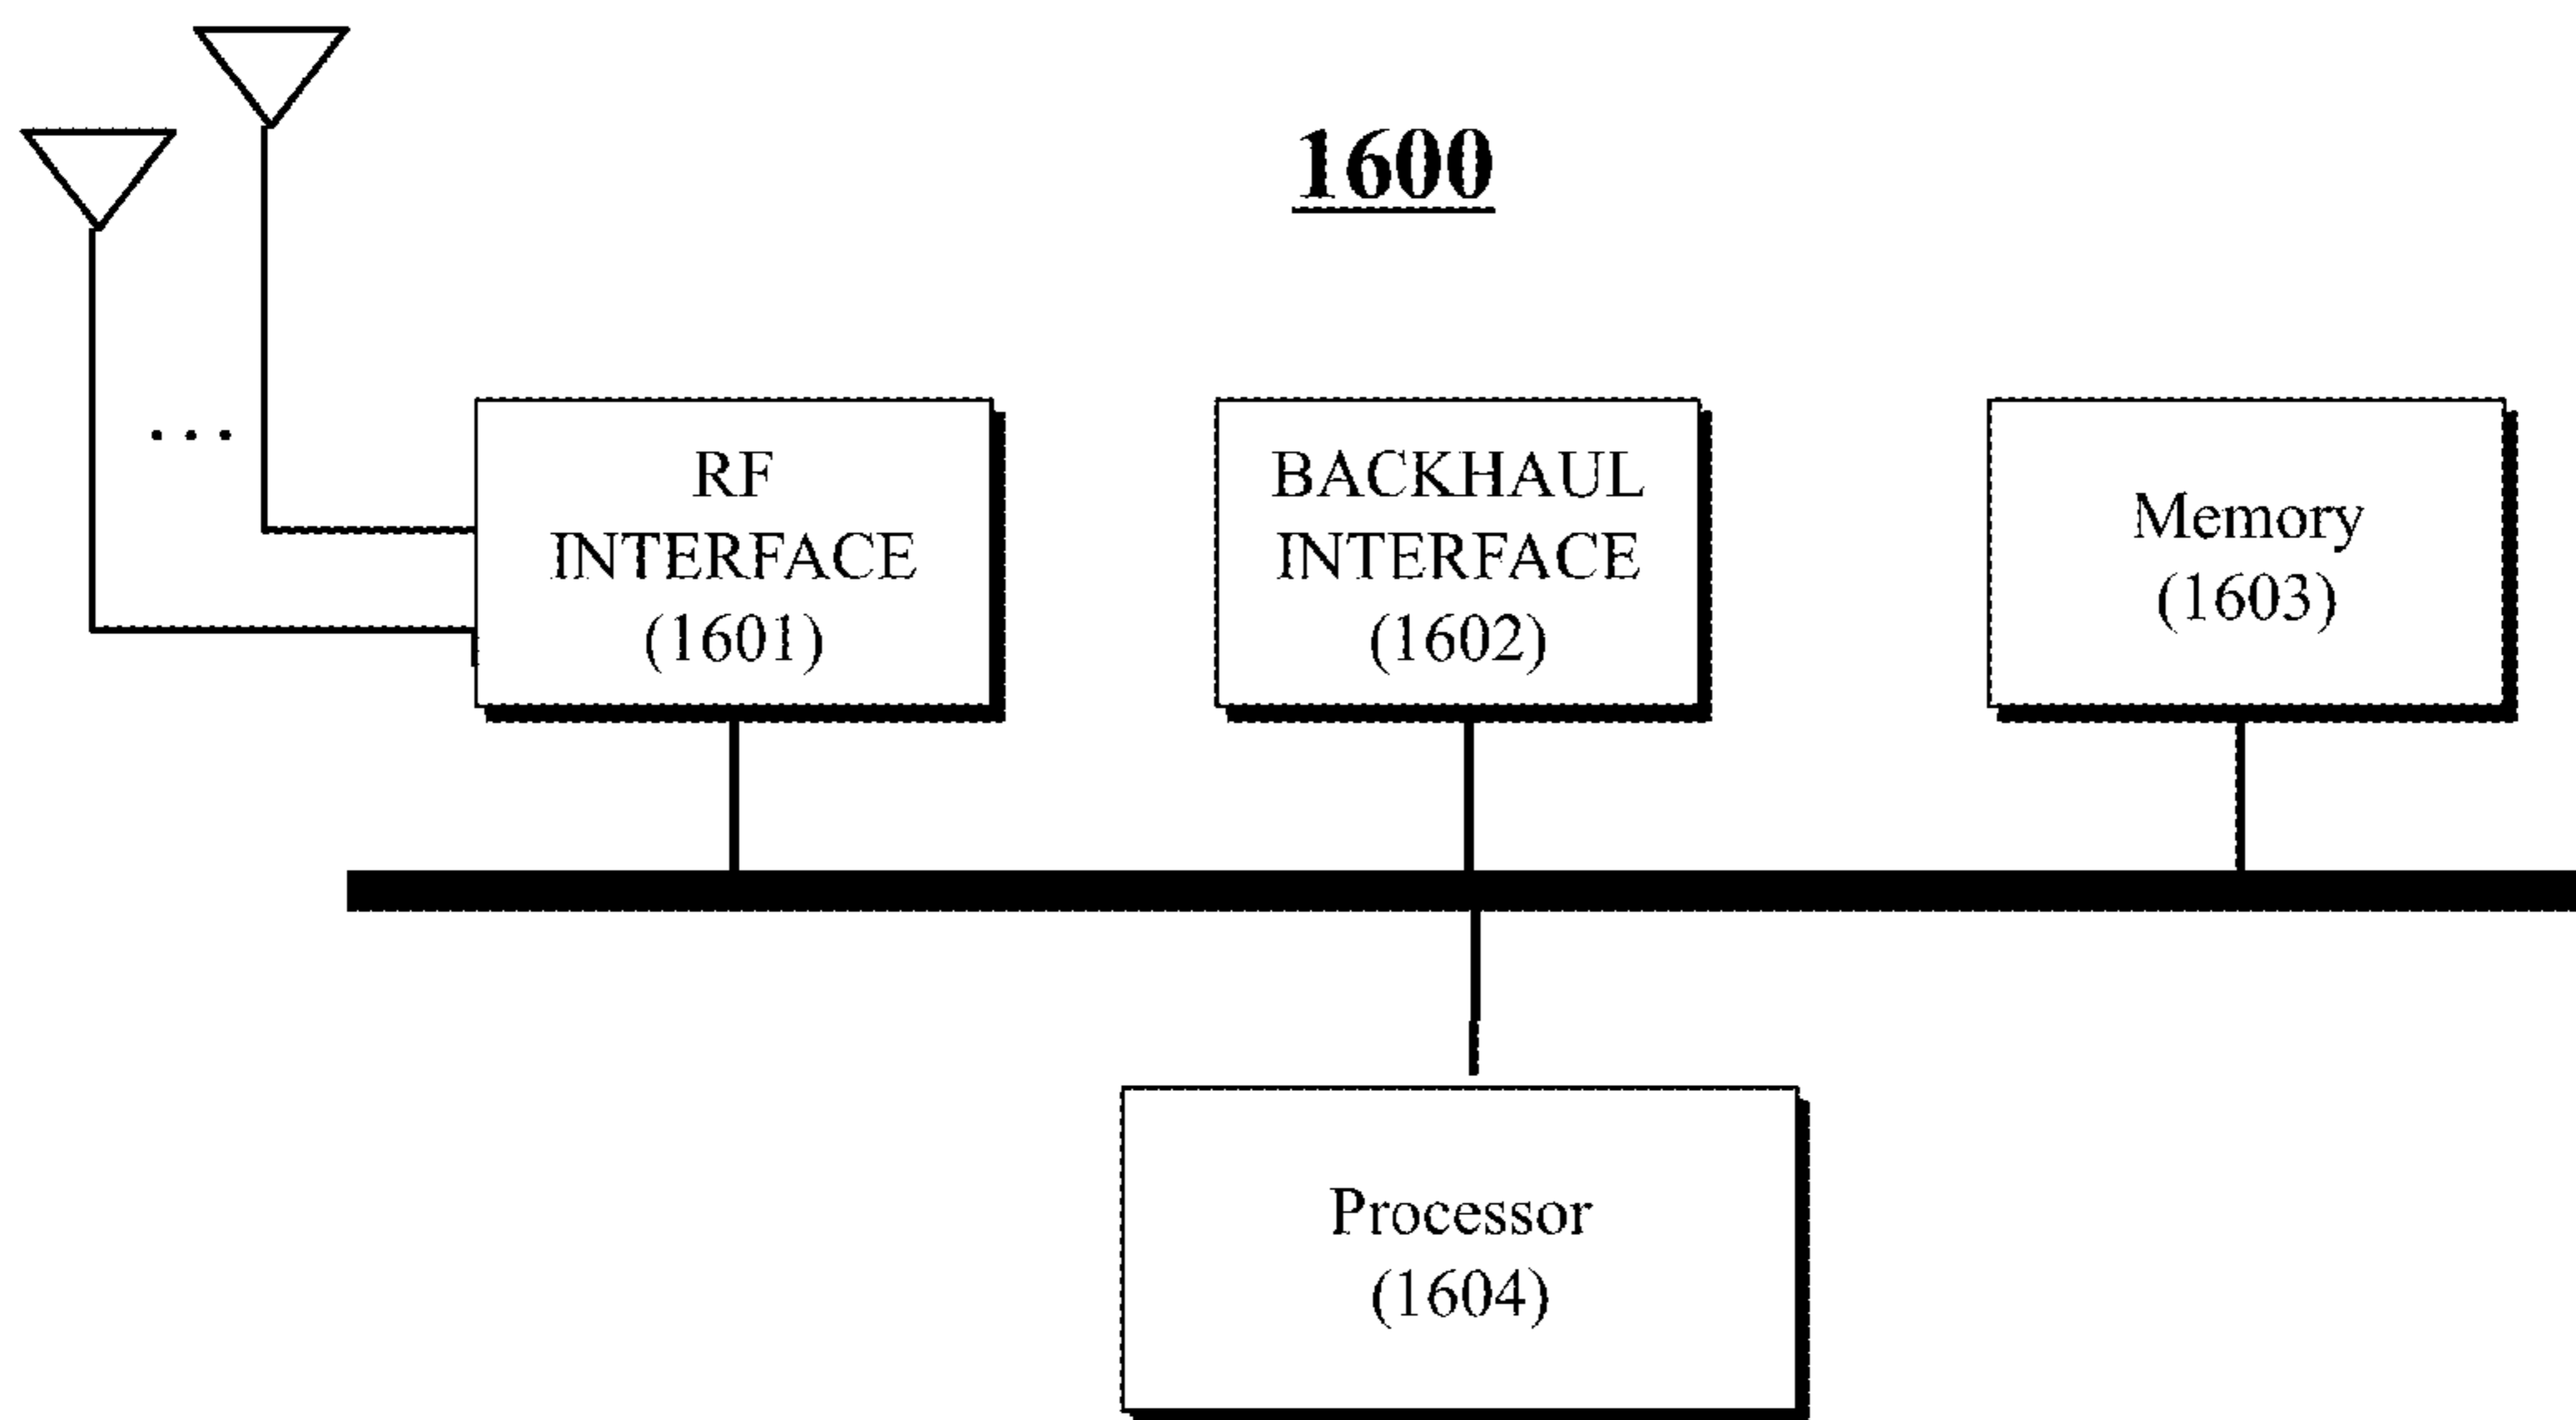 1600
RF
INTERFACE
(1601)
BACKHAUL
INTERFACE
(1602)
Memory
(1603)
Processor
(1604)